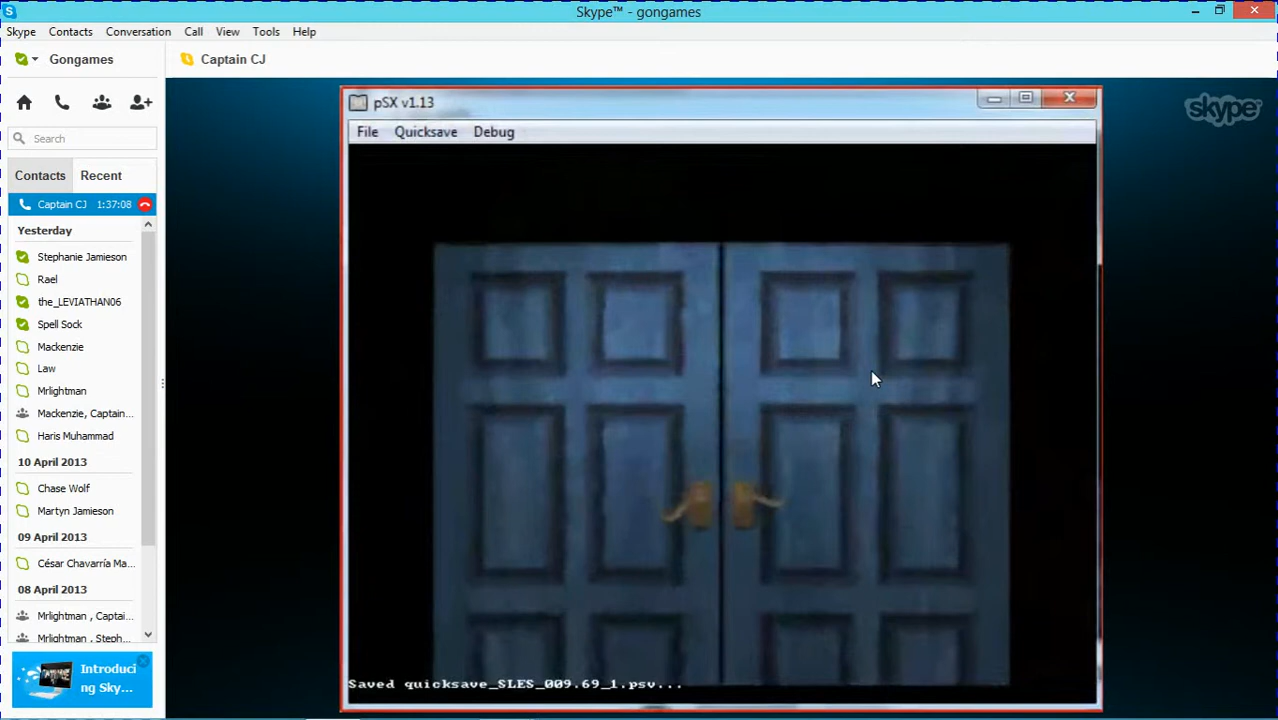 Skype™ - gongames
Skype Contacts Conversation Call View Tools Help
Gongames
Captain CJ
Search
Contacts Recent
Captain CJ 1:37:08
Yesterday
Stephanie Jamieson
Rael
the_LEVIATHAN06
Spell Sock
Mackenzie
Law
Mrlightman
Mackenzie, Captain...
Haris Muhammad
10 April 2013
Chase Wolf
Martyn Jamieson
09 April 2013
César Chavarría Ma...
08 April 2013
Mrlightman , Captai...
Mrlightman , Steph...
Introduci
ng Sky...
pSX v1.13
File Quicksave Debug
Saved quicksave_SLES_009.69_1.psv...
skype